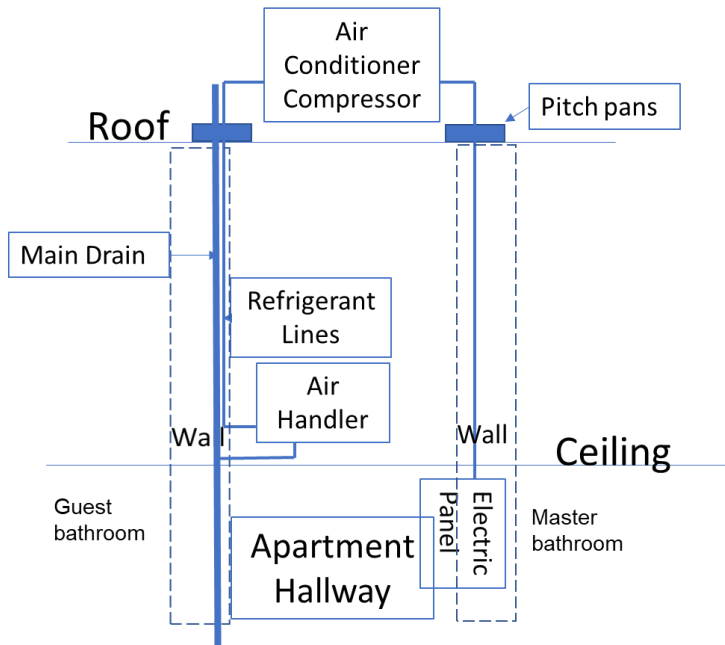 Air
Conditioner
Compressor
Pitch pans
Roof
Main Drain
Refrigerant
Lines
Air
Handler
Wall
Wall
Ceiling
Guest
bathroom
Electric
Panel
Master
bathroom
Apartment
Hallway